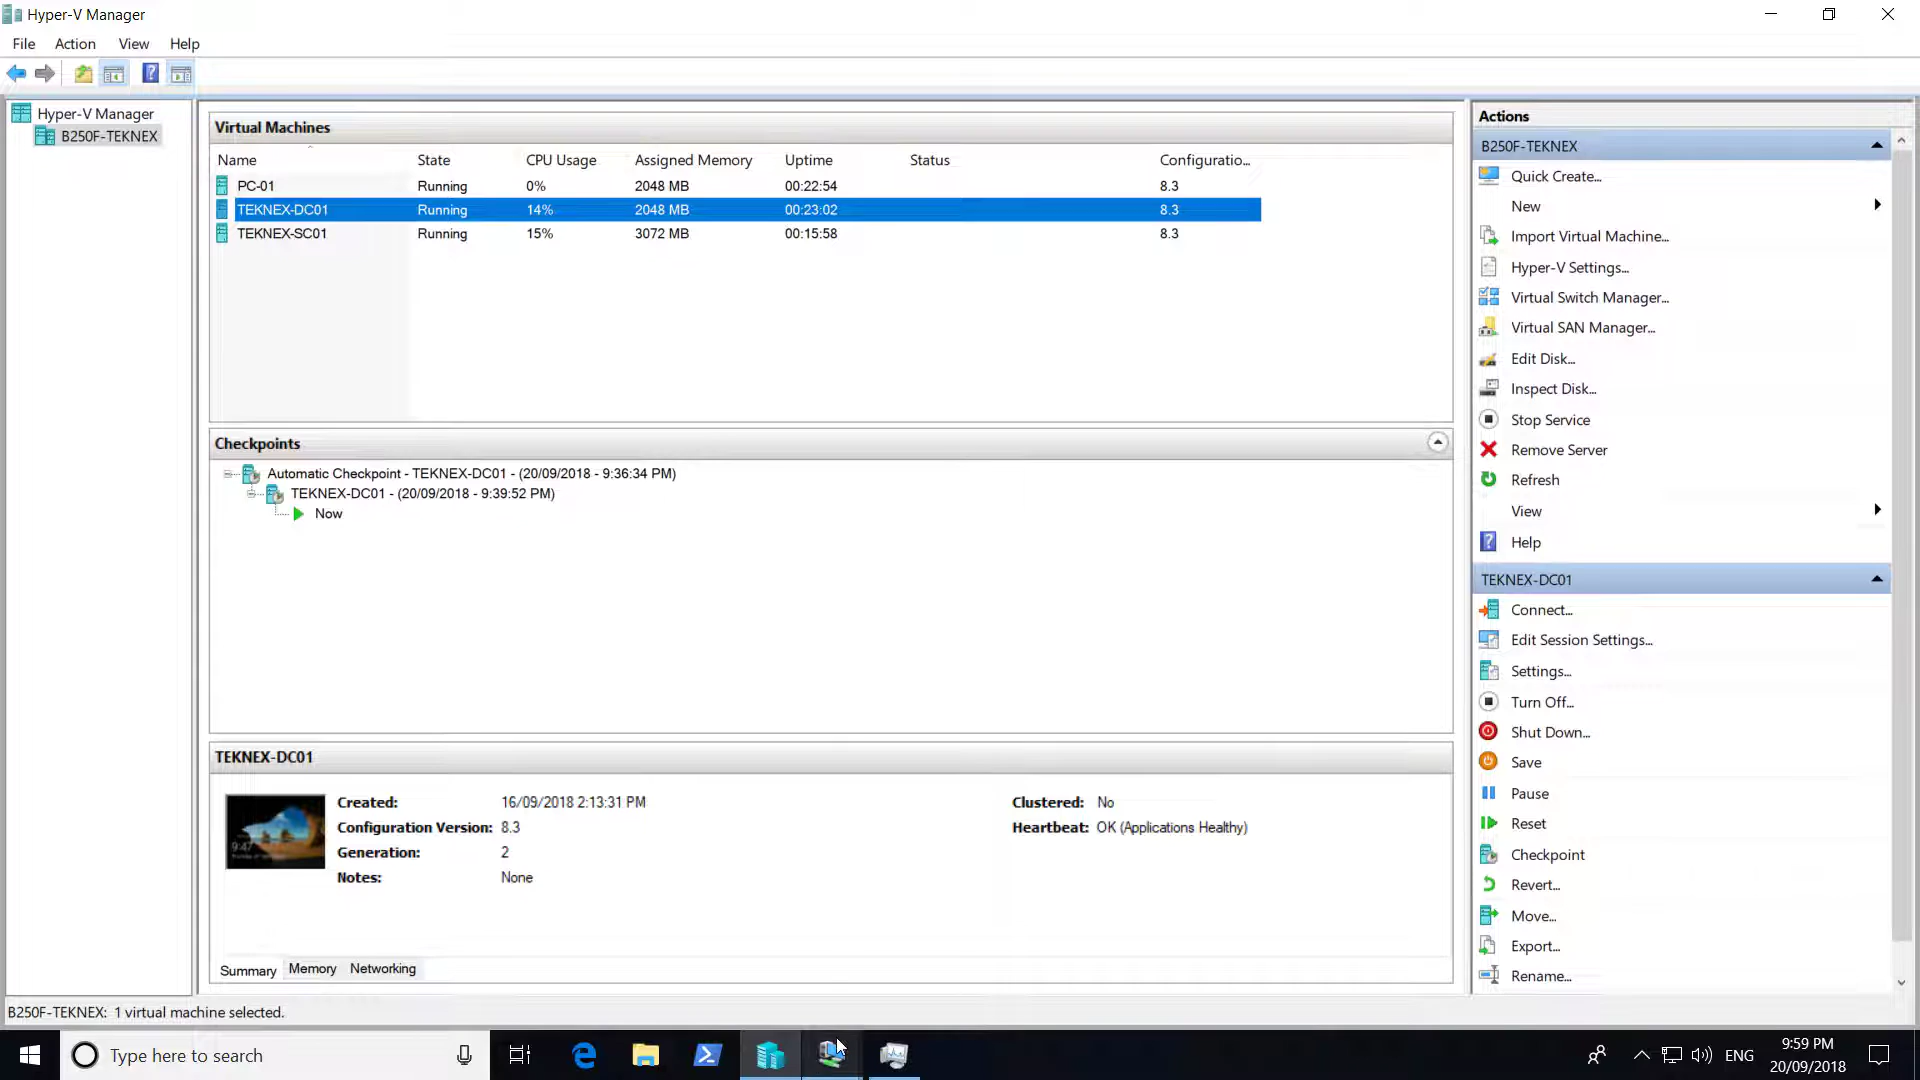 Hyper-V Manager
File Action View Help
Hyper-V Manager
B250F-TEKNEX
Virtual Machines
Name State CPU Usage Assigned Memory Uptime Status Configuratio...
PC-01 Running 0% 2048 MB 00:22:54 8.3
TEKNEX-DC01 Running 14% 2048 MB 00:23:02 8.3
TEKNEX-SC01 Running 15% 3072 MB 00:15:58 8.3
Checkpoints
Automatic Checkpoint - TEKNEX-DC01 - (20/09/2018 - 9:36:34 PM)
TEKNEX-DC01 - (20/09/2018 - 9:39:52 PM)
Now
TEKNEX-DC01
Created: 16/09/2018 2:13:31 PM Clustered: No
Configuration Version: 8.3 Heartbeat: OK (Applications Healthy)
Generation: 2
Notes: None
9:47
Summary Memory Networking
Actions
B250F-TEKNEX
Quick Create...
New
Import Virtual Machine...
Hyper-V Settings...
Virtual Switch Manager...
Virtual SAN Manager...
Edit Disk...
Inspect Disk...
Stop Service
Remove Server
Refresh
View
Help
TEKNEX-DC01
Connect...
Edit Session Settings...
Settings...
Turn Off...
Shut Down...
Save
Pause
Reset
Checkpoint
Revert...
Move...
Export...
Rename...
B250F-TEKNEX: 1 virtual machine selected.
Type here to search
ENG
9:59 PM
20/09/2018